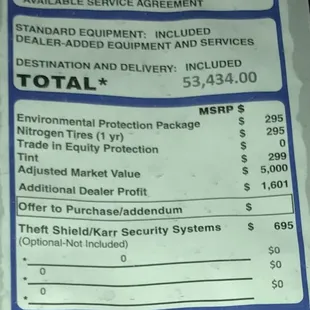 AVAILABLE SERVICE AGREEMENT
STANDARD EQUIPMENT: INCLUDED
DEALER-ADDED EQUIPMENT AND SERVICES
DESTINATION AND DELIVERY: INCLUDED
TOTAL* 53,434.00
MSRP $
Environmental Protection Package $ 295
Nitrogen Tires (1 yr) $ 295
Trade in Equity Protection $ 0
Tint $ 299
Adjusted Market Value $ 5,000
Additional Dealer Profit $ 1,601
Offer to Purchase/addendum $
Theft Shield/Karr Security Systems $ 695
(Optional-Not Included)
* 0 $0
* 0 $0
* 0 $0